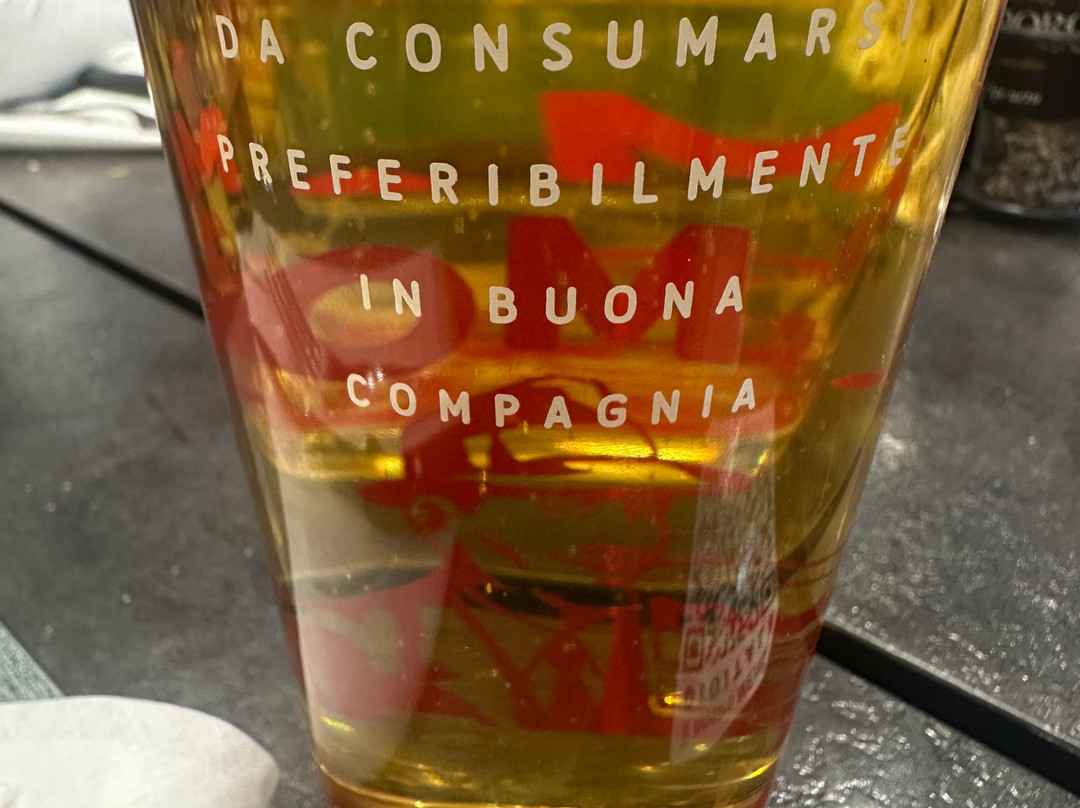 DA CONSUMARSI
PREFERIBILMENTE
IN BUONA
COMPAGNIA